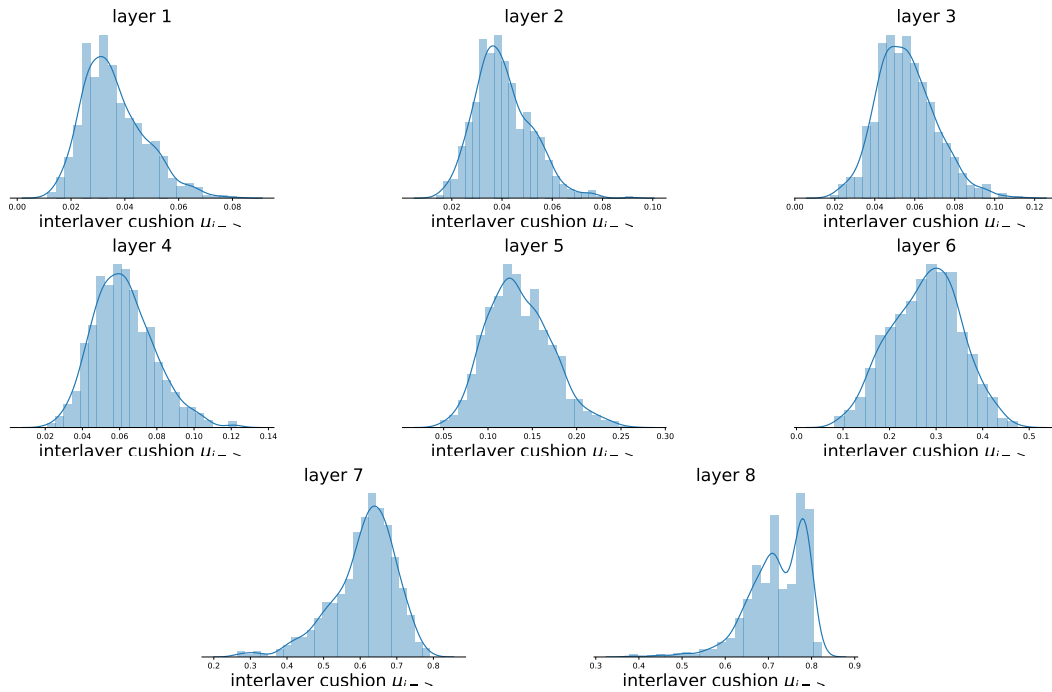 layer 1 layer 2 layer 3
0.00 0.02 0.04 0.06 0.08 0.02 0.04 0.06 0.08 0.10 0.00 0.02 0.04 0.06 0.08 0.10 0.12
interlayer cushion μ interlayer cushion μ interlayer cushion μ
layer 4 layer 5 layer 6
0.02 0.04 0.06 0.08 0.10 0.12 0.14 0.05 0.10 0.15 0.20 0.25 0.30 0.0 0.1 0.2 0.3 0.4 0.5
interlayer cushion μ interlayer cushion μ interlayer cushion μ
layer 7 layer 8
0.2 0.3 0.4 0.5 0.6 0.7 0.8 0.3 0.4 0.5 0.6 0.7 0.8 0.9
interlayer cushion μ interlayer cushion μ